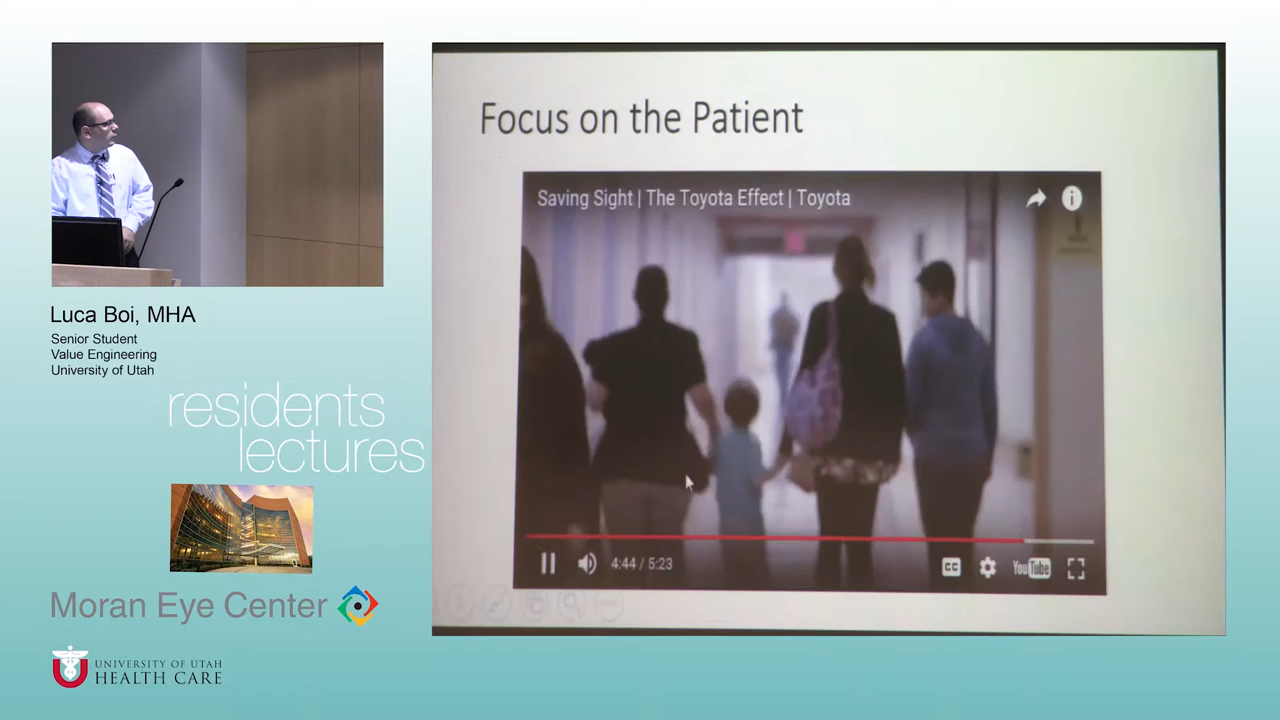 Focus on the Patient
Saving Sight | The Toyota Effect | Toyota
4:44 / 5:23
CC
YouTube
Luca Boi, MHA
Senior Student
Value Engineering
University of Utah
residents
lectures
Moran Eye Center
U
UNIVERSITY OF UTAH
HEALTH CARE